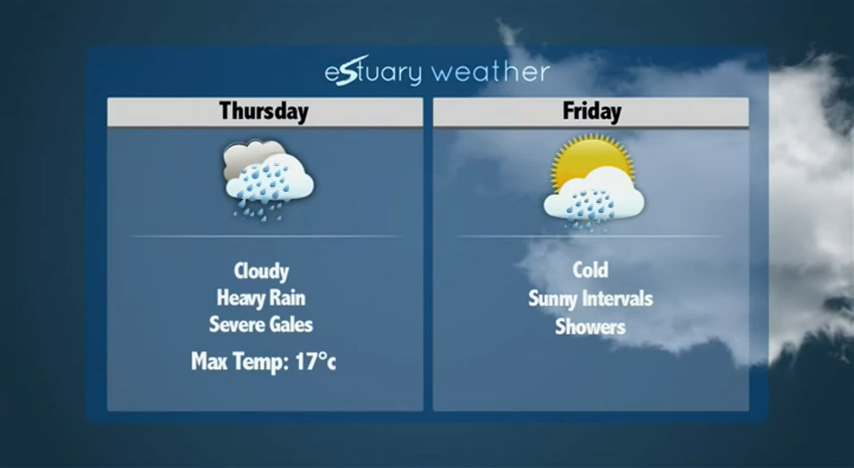 eStuary weather
Thursday
Cloudy
Heavy Rain
Severe Gales
Max Temp: 17°c
Friday
Cold
Sunny Intervals
Showers